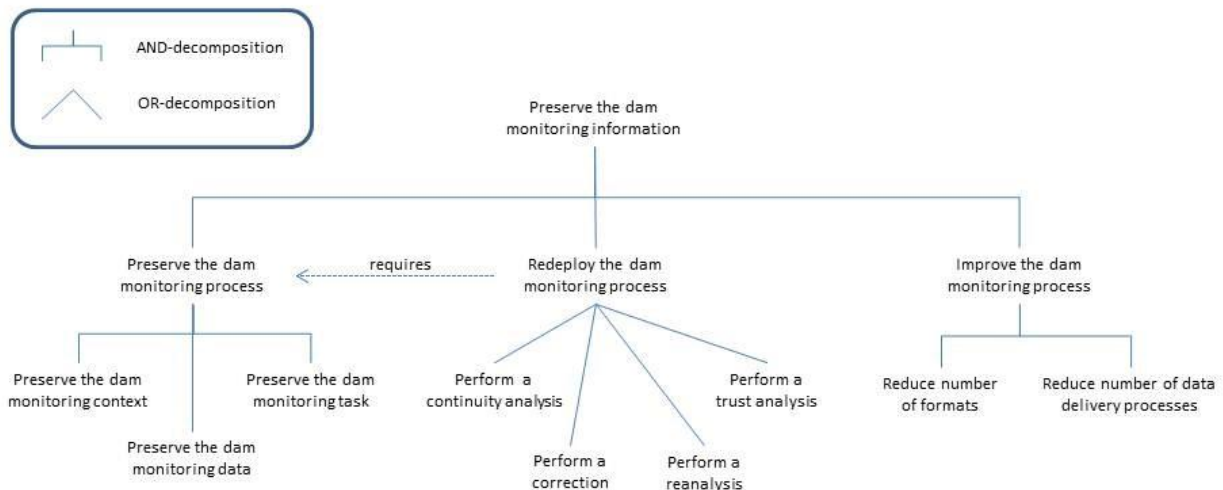 AND-decomposition
OR-decomposition
Preserve the dam
monitoring information
Preserve the dam
monitoring process
requires
Redeploy the dam
monitoring process
Improve the dam
monitoring process
Preserve the dam
monitoring context
Preserve the dam
monitoring task
Preserve the dam
monitoring data
Perform a
continuity analysis
Perform a
correction
Perform a
reanalysis
Perform a
trust analysis
Reduce number
of formats
Reduce number of data
delivery processes